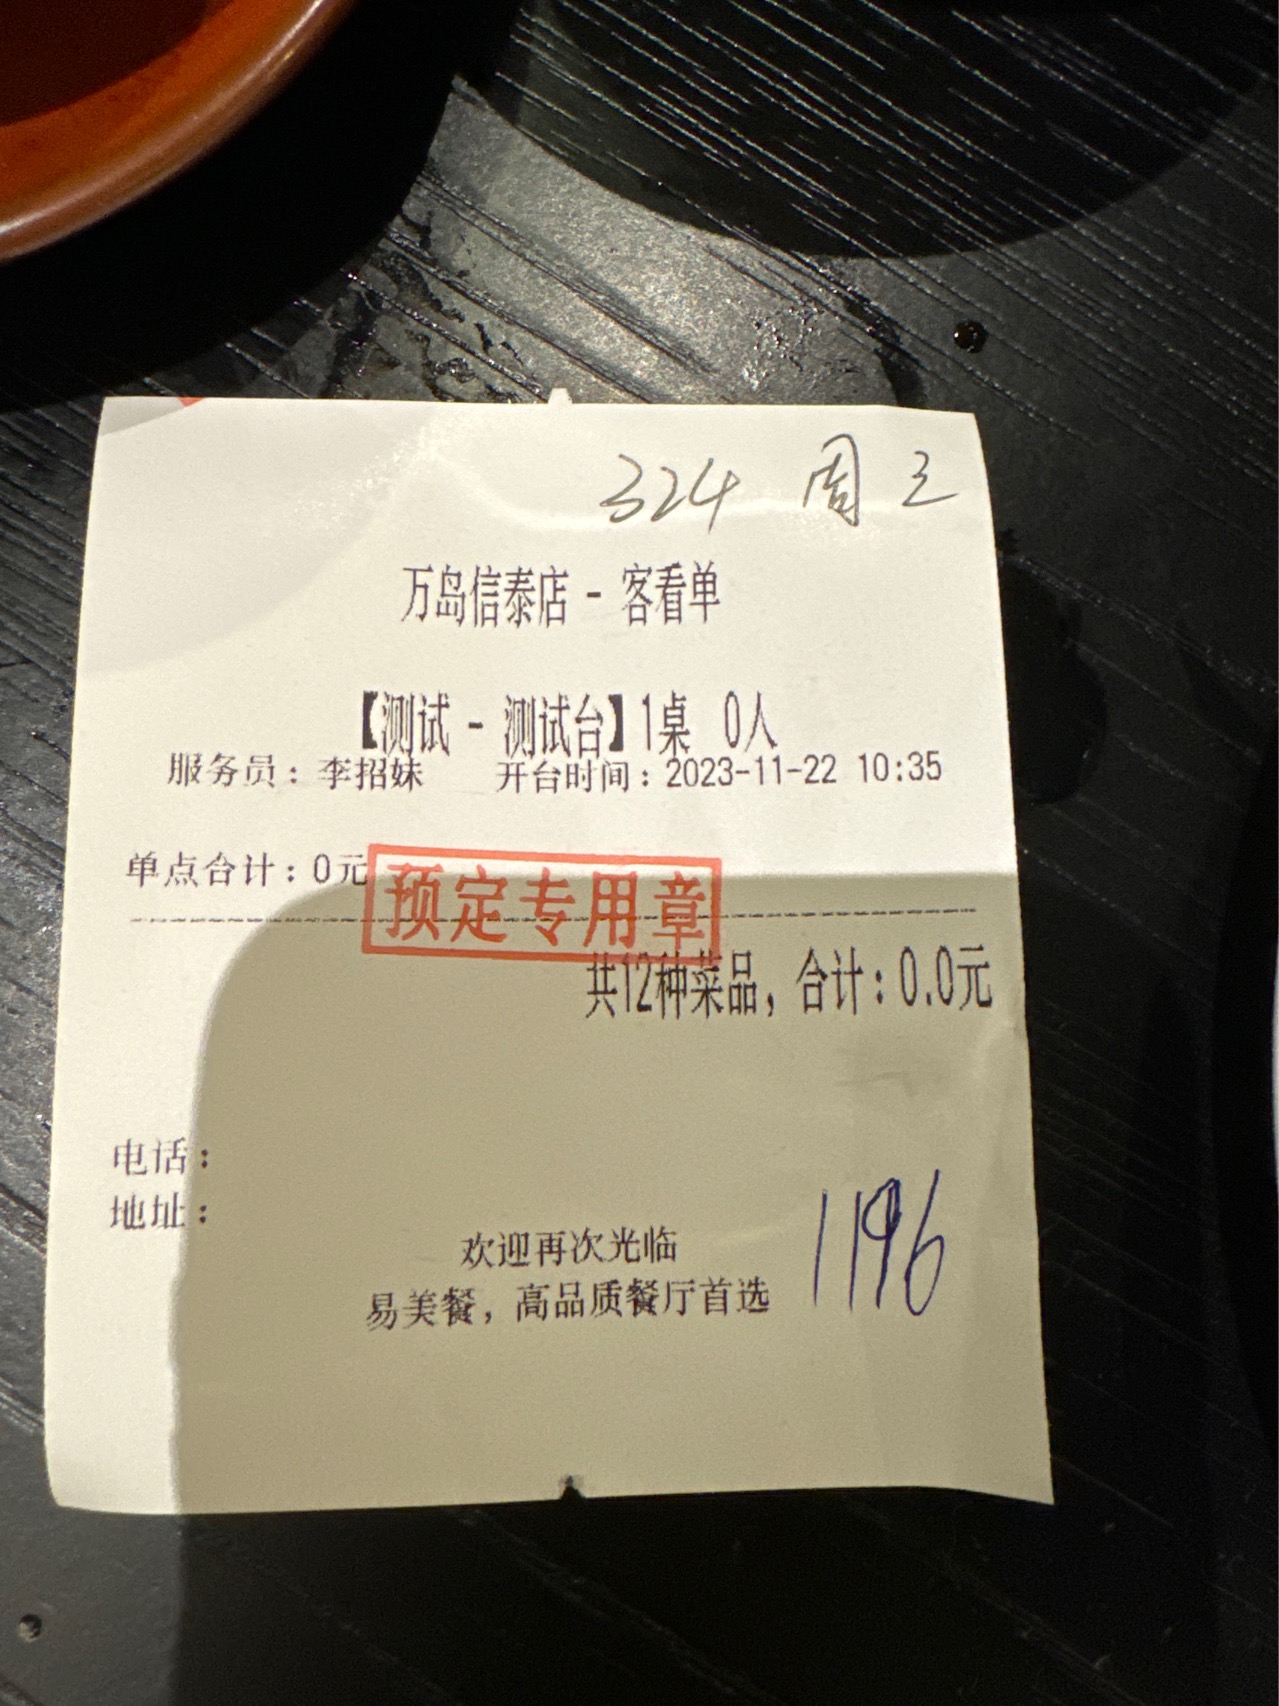 324 周三
万岛信泰店 - 客看单
【测试 - 测试台】1桌 0人
服务员：李招妹 开台时间：2023-11-22 10:35
单点合计：0元
预定专用章
共12种菜品，合计：0.0元
电话：
地址：
1196
欢迎再次光临
易美餐，高品质餐厅首选